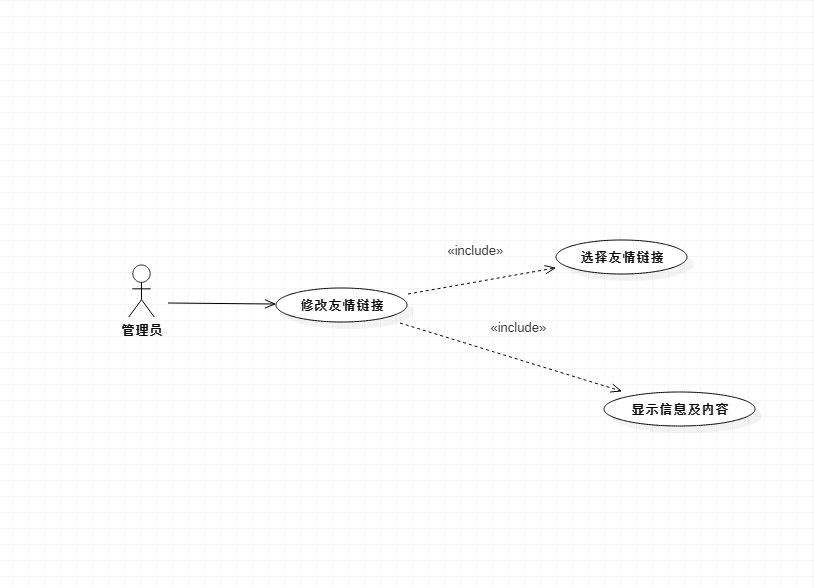 «include»
选择友情链接
管理员
修改友情链接
«include»
显示信息及内容